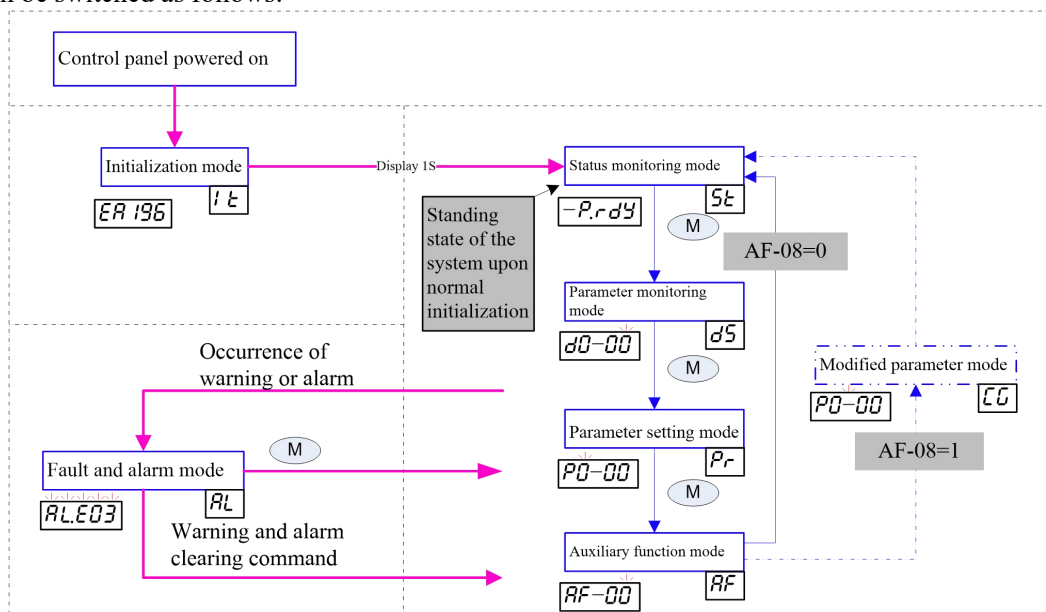 be switched as follows:
Control panel powered on
Initialization mode
It
EA196
Display 1S
Status monitoring mode
St
-P.rdy
Standing
state of the
system upon
normal
initialization
M
AF-08=0
Parameter monitoring
mode
dS
d0-00
M
Modified parameter mode
CG
P0-00
Occurrence of
warning or alarm
Parameter setting mode
Pr
P0-00
AF-08=1
M
Fault and alarm mode
AL
AL.E03
M
Warning and alarm
clearing command
Auxiliary function mode
AF
AF-00